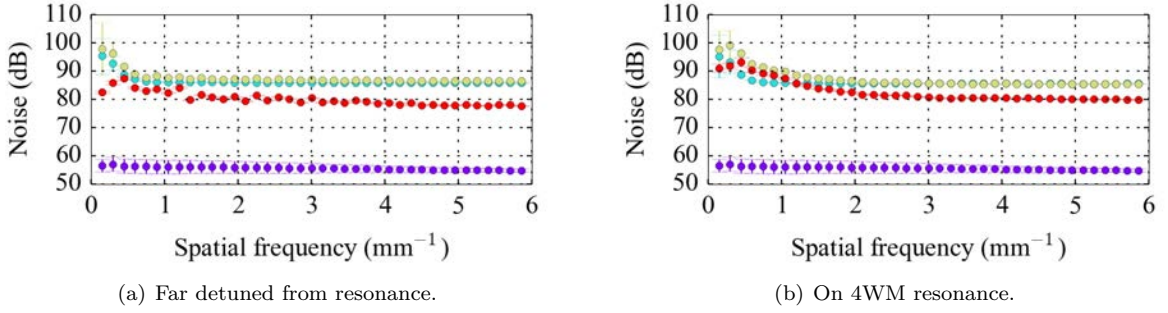 110
100
90
80
70
60
50
Noise (dB)
0 1 2 3 4 5 6
Spatial frequency (mm⁻¹)
(a) Far detuned from resonance.
110
100
90
80
70
60
50
Noise (dB)
0 1 2 3 4 5 6
Spatial frequency (mm⁻¹)
(b) On 4WM resonance.